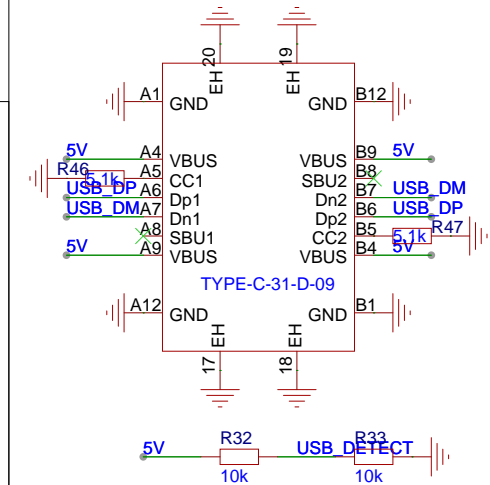 20 19
EH EH
A1 GND GND B12
5V A4 VBUS VBUS B9 5V
R46 5.1k A5 CC1 SBU2 B8
USB_DP A6 Dp1 Dn2 B7 USB_DM
USB_DM A7 Dn1 Dp2 B6 USB_DP
A8 SBU1 CC2 B5 5.1k R47
5V A9 VBUS VBUS B4 5V
TYPE-C-31-D-09
A12 GND GND B1
EH EH
17 18
5V R32 USB_DETECT R33
10k 10k